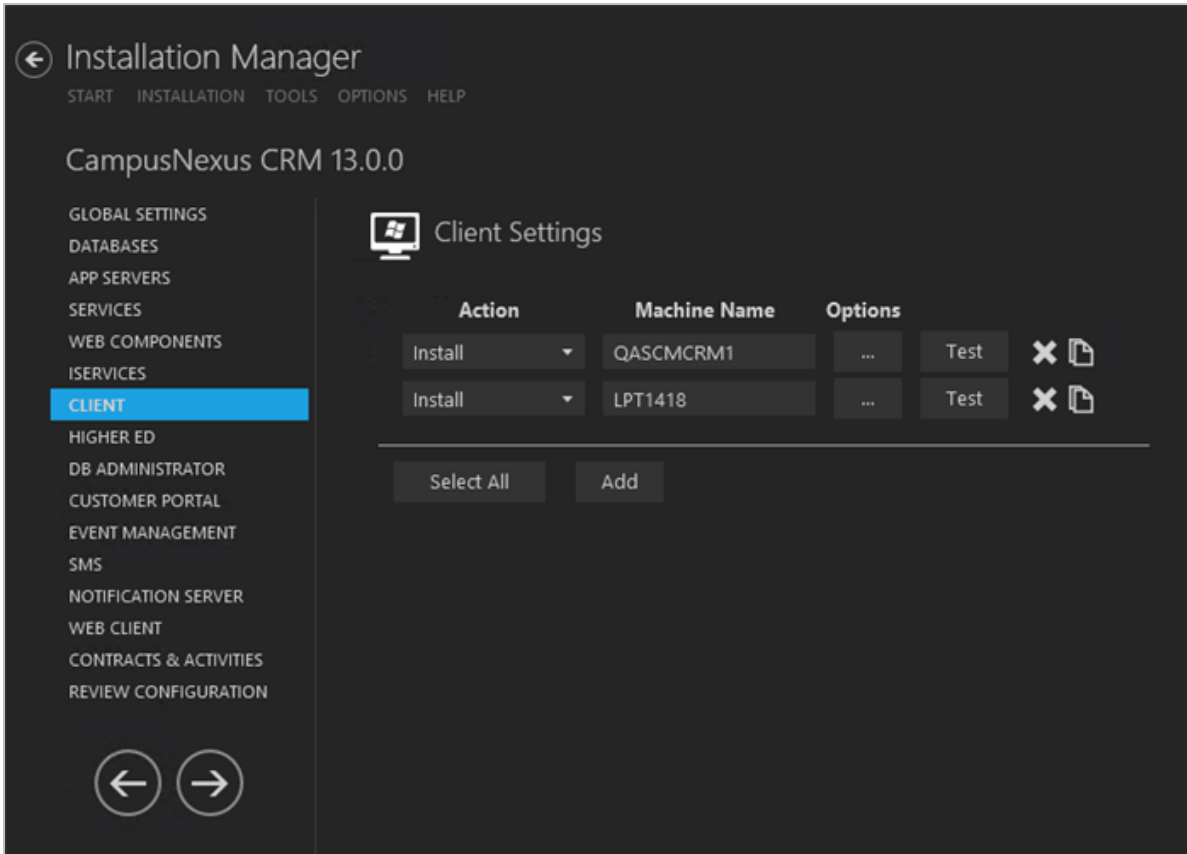 Installation Manager
START INSTALLATION TOOLS OPTIONS HELP
CampusNexus CRM 13.0.0
GLOBAL SETTINGS
DATABASES
APP SERVERS
SERVICES
WEB COMPONENTS
ISERVICES
CLIENT
HIGHER ED
DB ADMINISTRATOR
CUSTOMER PORTAL
EVENT MANAGEMENT
SMS
NOTIFICATION SERVER
WEB CLIENT
CONTRACTS & ACTIVITIES
REVIEW CONFIGURATION
Client Settings
Action Machine Name Options
Install QASCMCRM1 ... Test
Install LPT1418 ... Test
Select All Add